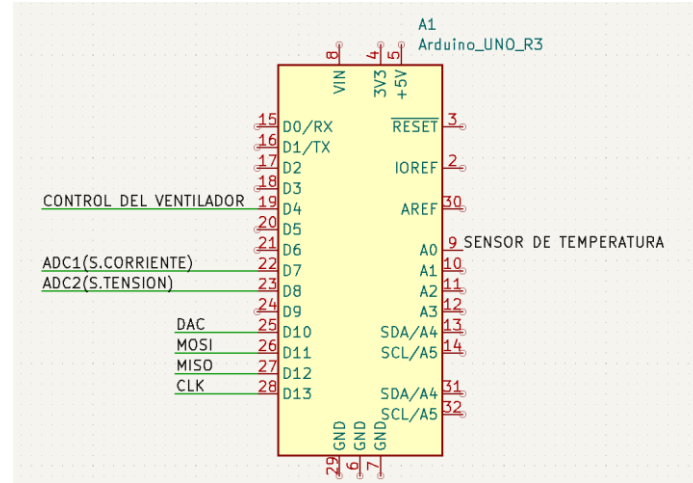 A1
Arduino_UNO_R3
8 VIN
4 3V3
5 +5V
15 D0/RX
RESET 3
16 D1/TX
17 D2
IOREF 2
18 D3
CONTROL DEL VENTILADOR 19 D4
AREF 30
20 D5
21 D6
A0 9 SENSOR DE TEMPERATURA
ADC1(S.CORRIENTE) 22 D7
A1 10
ADC2(S.TENSION) 23 D8
A2 11
24 D9
A3 12
DAC 25 D10
SDA/A4 13
MOSI 26 D11
SCL/A5 14
MISO 27 D12
CLK 28 D13
SDA/A4 31
SCL/A5 32
GND 29
GND 6
GND 7